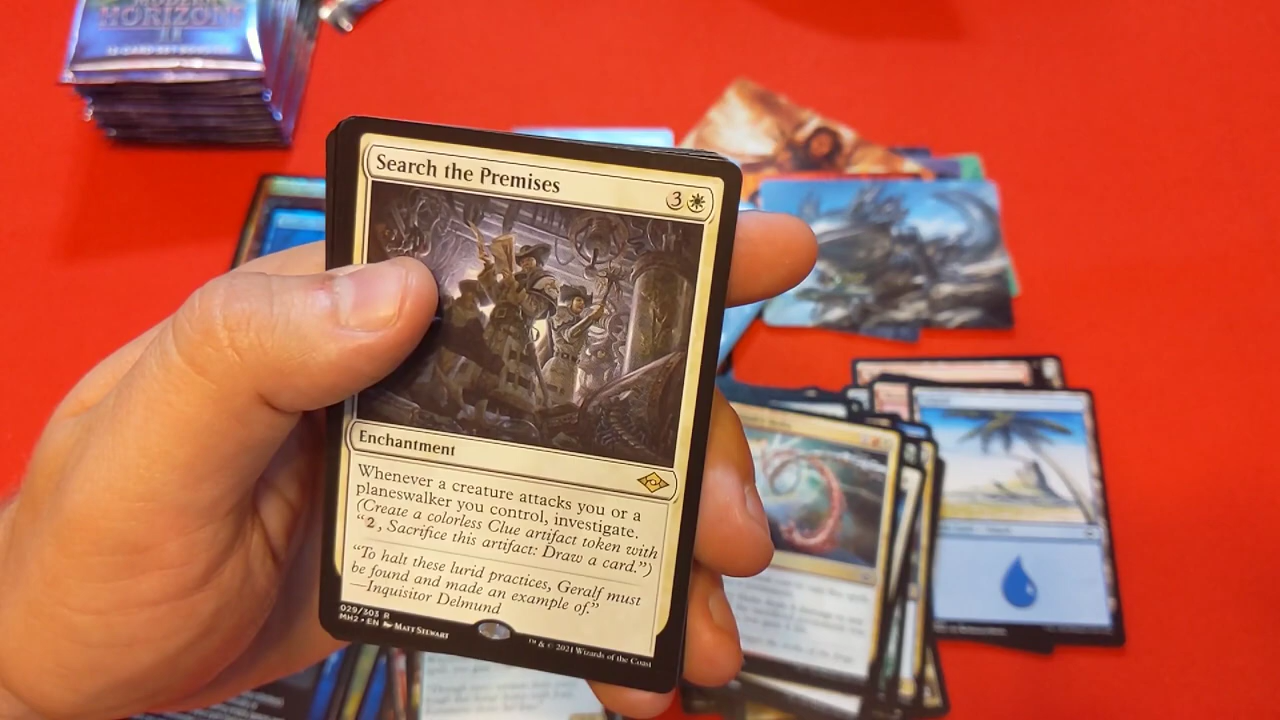 MODERN
HORIZONS
Search the Premises
3
Enchantment
Whenever a creature attacks you or a
planeswalker you control, investigate.
(Create a colorless Clue artifact token with
“2, Sacrifice this artifact: Draw a card.”)
“To halt these lurid practices, Geralf must
be found and made an example of.”
—Inquisitor Delmund
029/303 R
MH2 • EN MATT STEWART
™ & © 2021 Wizards of the Coast